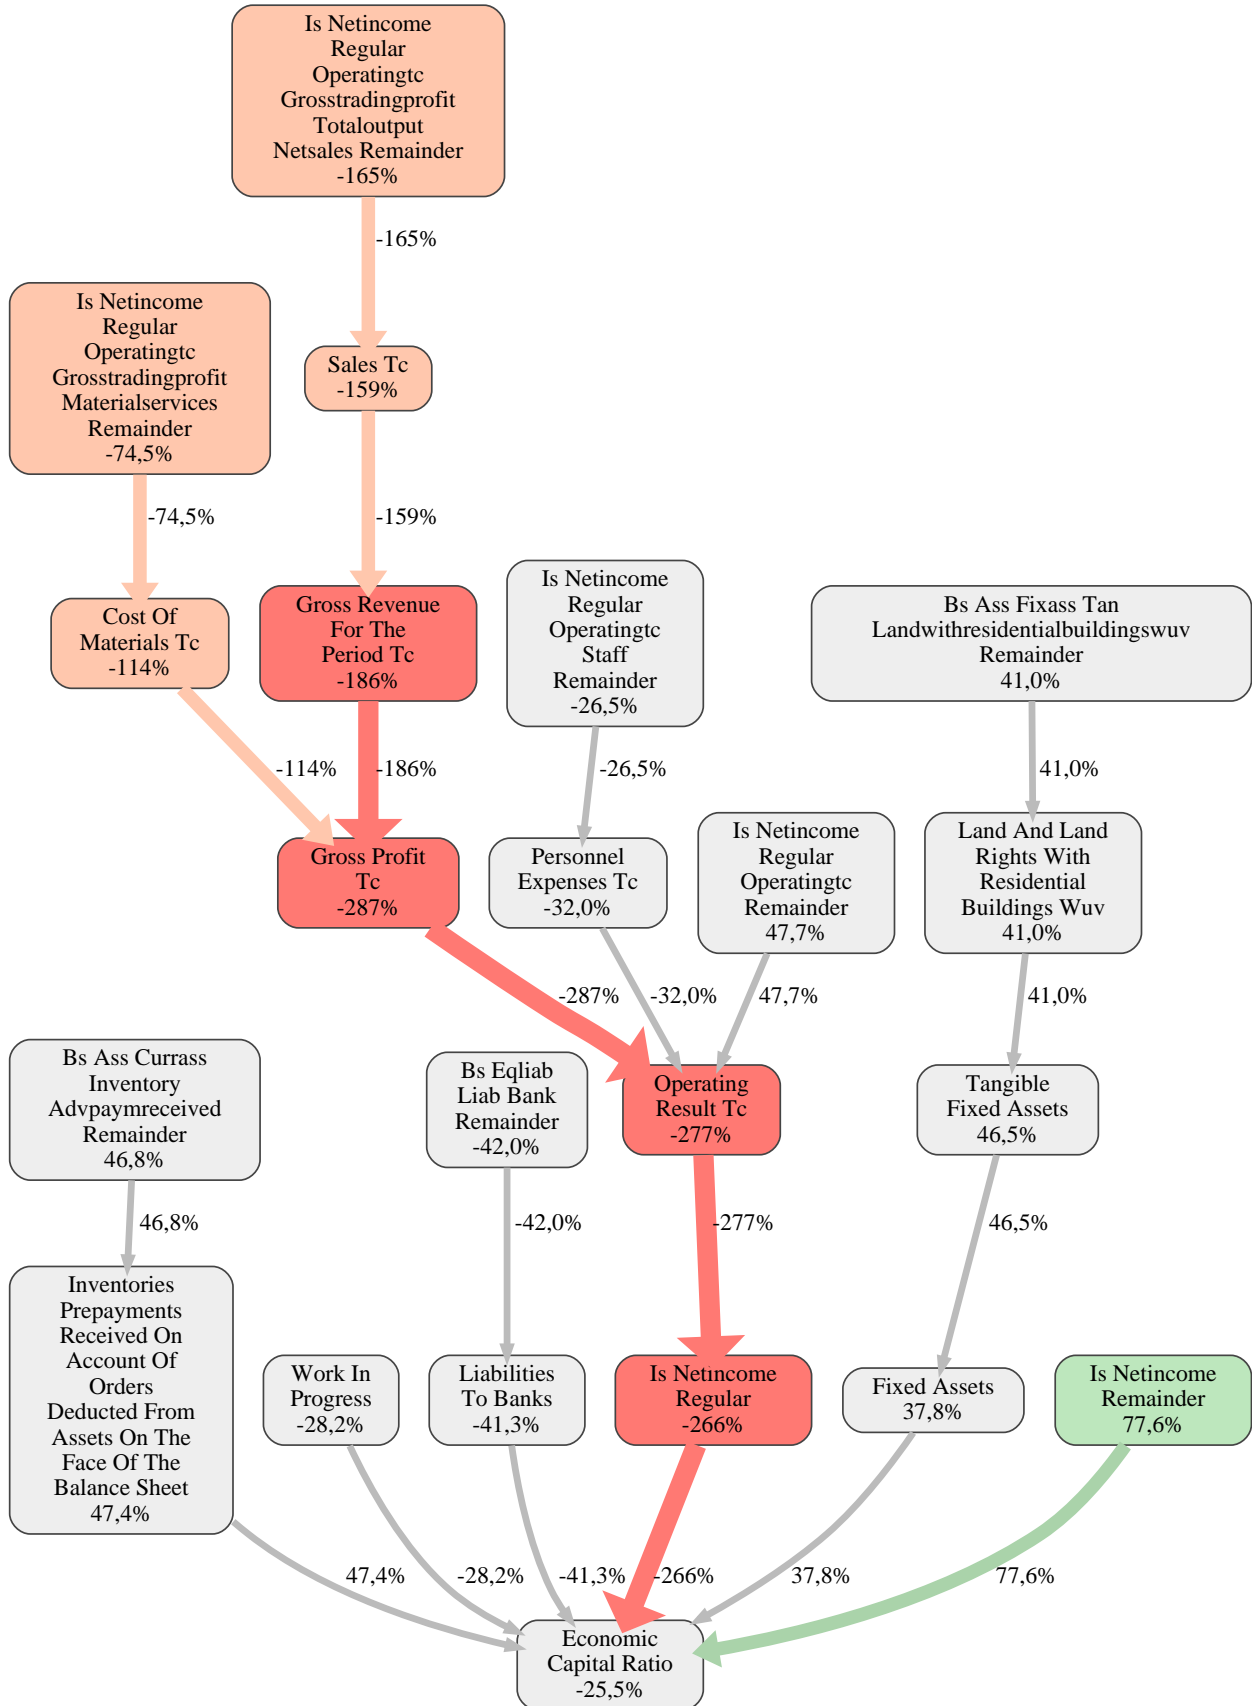 Is Netincome
Regular
Operatingtc
Grosstradingprofit
Totaloutput
Netsales Remainder
-165%
-165%
Is Netincome
Regular
Operatingtc
Grosstradingprofit
Materialservices
Remainder
-74,5%
Sales Tc
-159%
-74,5%
-159%
Is Netincome
Regular
Operatingtc
Staff
Remainder
-26,5%
Bs Ass Fixass Tan
Landwithresidentialbuildingswuv
Remainder
41,0%
Cost Of
Materials Tc
-114%
Gross Revenue
For The
Period Tc
-186%
-114%
-186%
-26,5%
41,0%
Gross Profit
Tc
-287%
Personnel
Expenses Tc
-32,0%
Is Netincome
Regular
Operatingtc
Remainder
47,7%
Land And Land
Rights With
Residential
Buildings Wuv
41,0%
-287%
-32,0%
47,7%
41,0%
Bs Ass Currass
Inventory
Advpaymreceived
Remainder
46,8%
Bs Eqliab
Liab Bank
Remainder
-42,0%
Operating
Result Tc
-277%
Tangible
Fixed Assets
46,5%
46,8%
-42,0%
-277%
46,5%
Inventories
Prepayments
Received On
Account Of
Orders
Deducted From
Assets On The
Face Of The
Balance Sheet
47,4%
Work In
Progress
-28,2%
Liabilities
To Banks
-41,3%
Is Netincome
Regular
-266%
Fixed Assets
37,8%
Is Netincome
Remainder
77,6%
47,4%
-28,2%
-41,3%
-266%
37,8%
77,6%
Economic
Capital Ratio
-25,5%